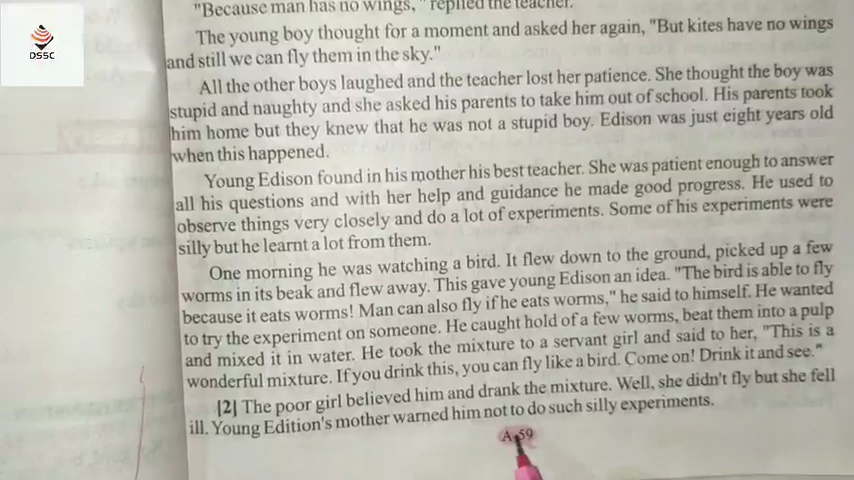 DSSC
"Because man has no wings," replied the teacher.
The young boy thought for a moment and asked her again, "But kites have no wings
and still we can fly them in the sky."
All the other boys laughed and the teacher lost her patience. She thought the boy was
stupid and naughty and she asked his parents to take him out of school. His parents took
him home but they knew that he was not a stupid boy. Edison was just eight years old
when this happened.
Young Edison found in his mother his best teacher. She was patient enough to answer
all his questions and with her help and guidance he made good progress. He used to
observe things very closely and do a lot of experiments. Some of his experiments were
silly but he learnt a lot from them.
One morning he was watching a bird. It flew down to the ground, picked up a few
worms in its beak and flew away. This gave young Edison an idea. "The bird is able to fly
because it eats worms! Man can also fly if he eats worms," he said to himself. He wanted
to try the experiment on someone. He caught hold of a few worms, beat them into a pulp
and mixed it in water. He took the mixture to a servant girl and said to her, "This is a
wonderful mixture. If you drink this, you can fly like a bird. Come on! Drink it and see."
[2] The poor girl believed him and drank the mixture. Well, she didn't fly but she fell
ill. Young Edition's mother warned him not to do such silly experiments.
A-59